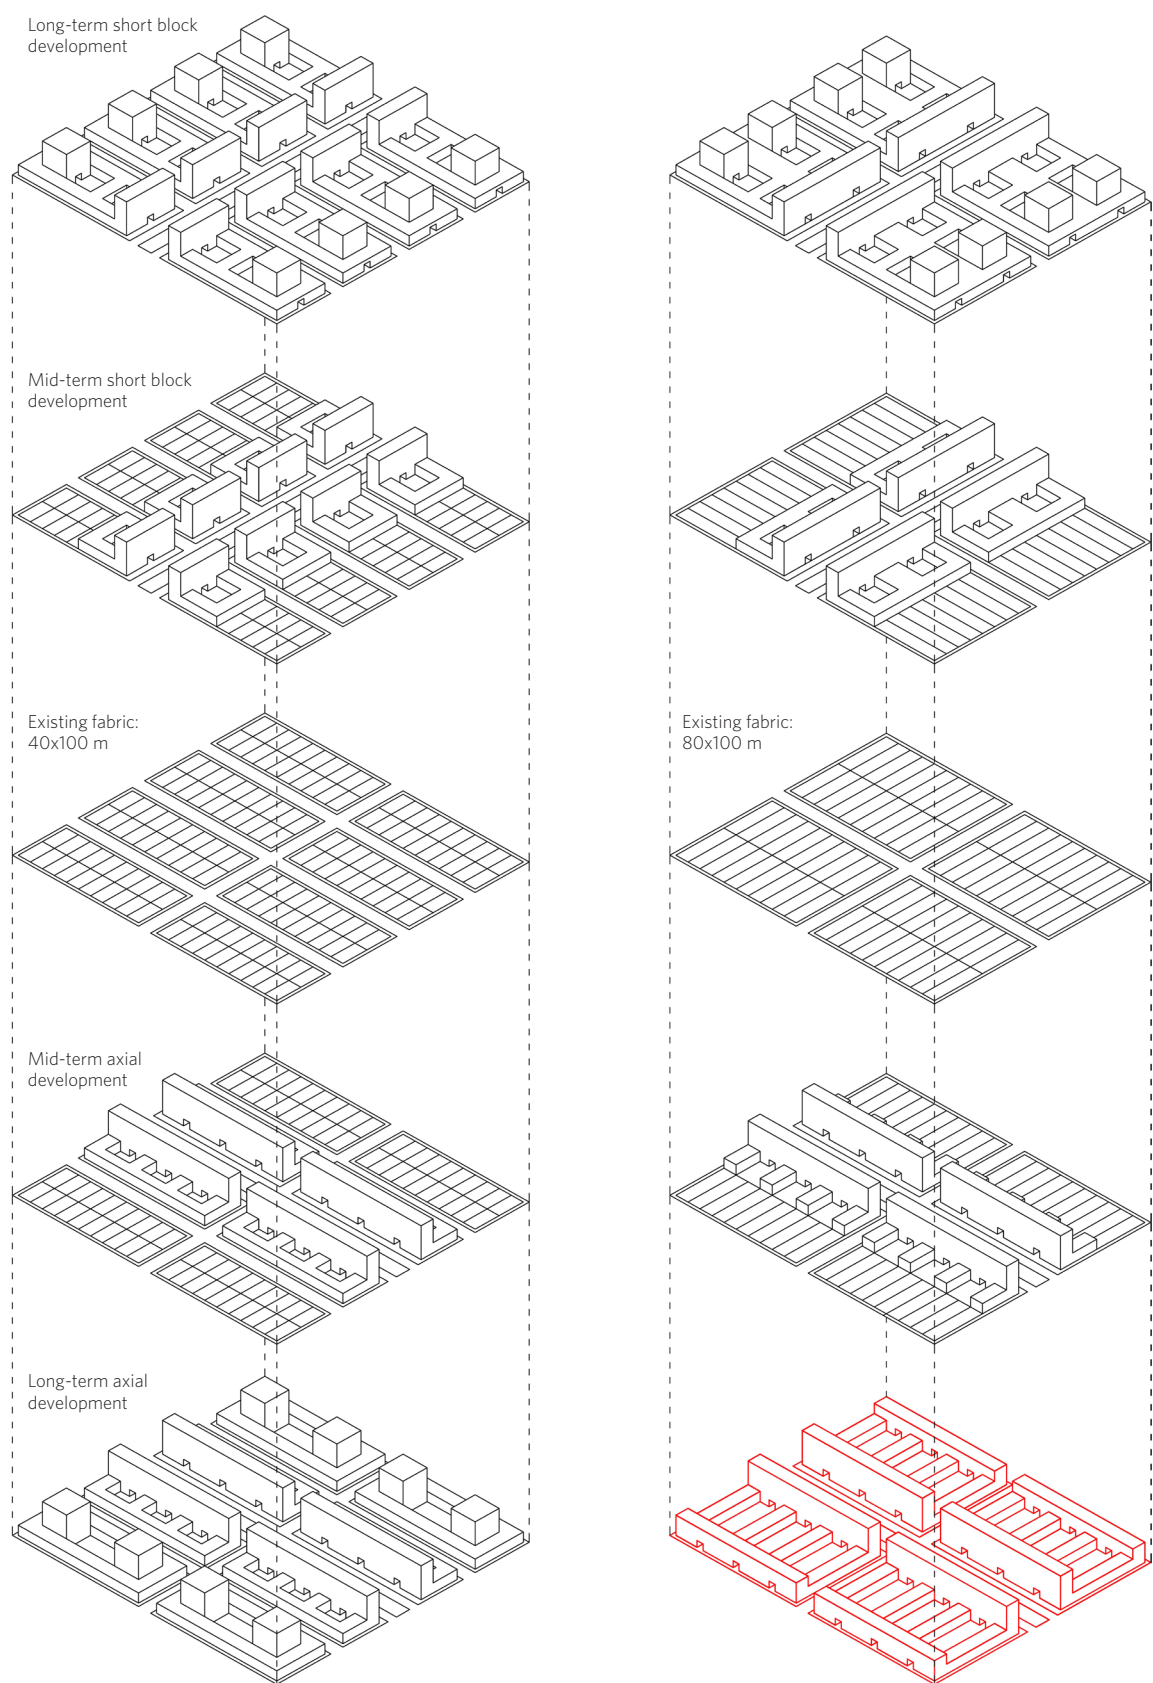 Long-term short block
development
Mid-term short block
development
Existing fabric:
40x100 m
Existing fabric:
80x100 m
Mid-term axial
development
Long-term axial
development